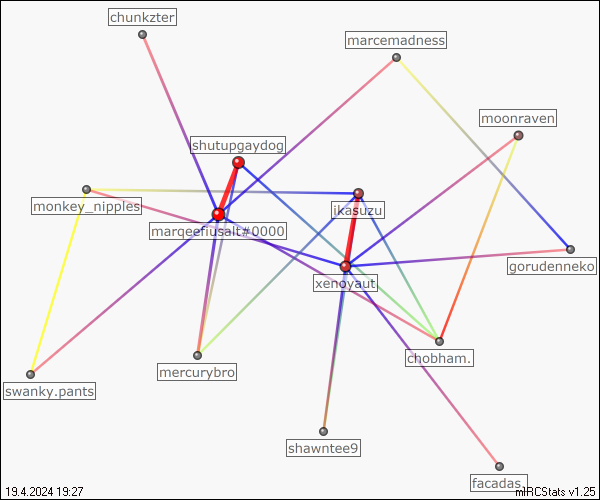 chunkzter
marcemadness
moonraven
shutupgaydog
monkey_nipples
jkasuzu
marqeefiusalt#0000
gorudenneko
xenoyaut
chobham.
mercurybro
swanky.pants
shawntee9
facadas.
19.4.2024 19:27
mIRCStats v1.25